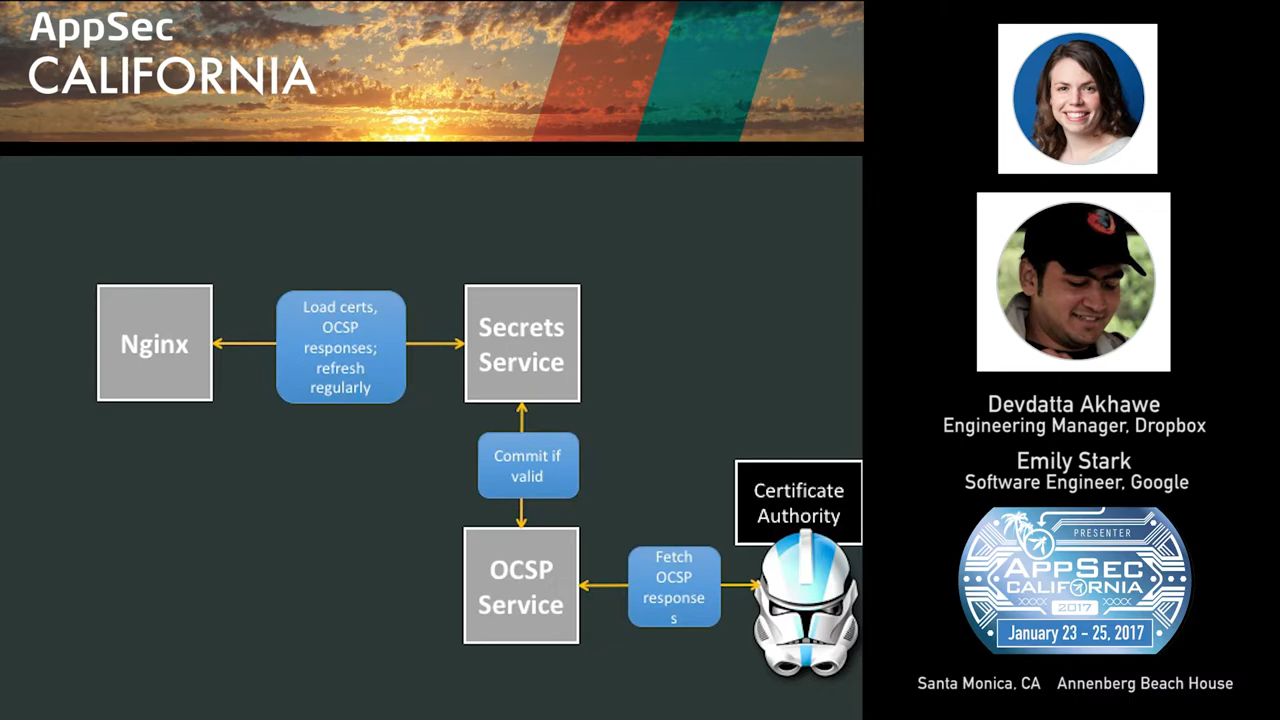 AppSec
CALIFORNIA
Nginx
Load certs,
OCSP
responses;
refresh
regularly
Secrets
Service
Commit if
valid
OCSP
Service
Fetch
OCSP
response
s
Certificate
Authority
Devdatta Akhawe
Engineering Manager, Dropbox
Emily Stark
Software Engineer, Google
PRESENTER
APPSEC
CALIFORNIA
2017
January 23 - 25, 2017
Santa Monica, CA Annenberg Beach House